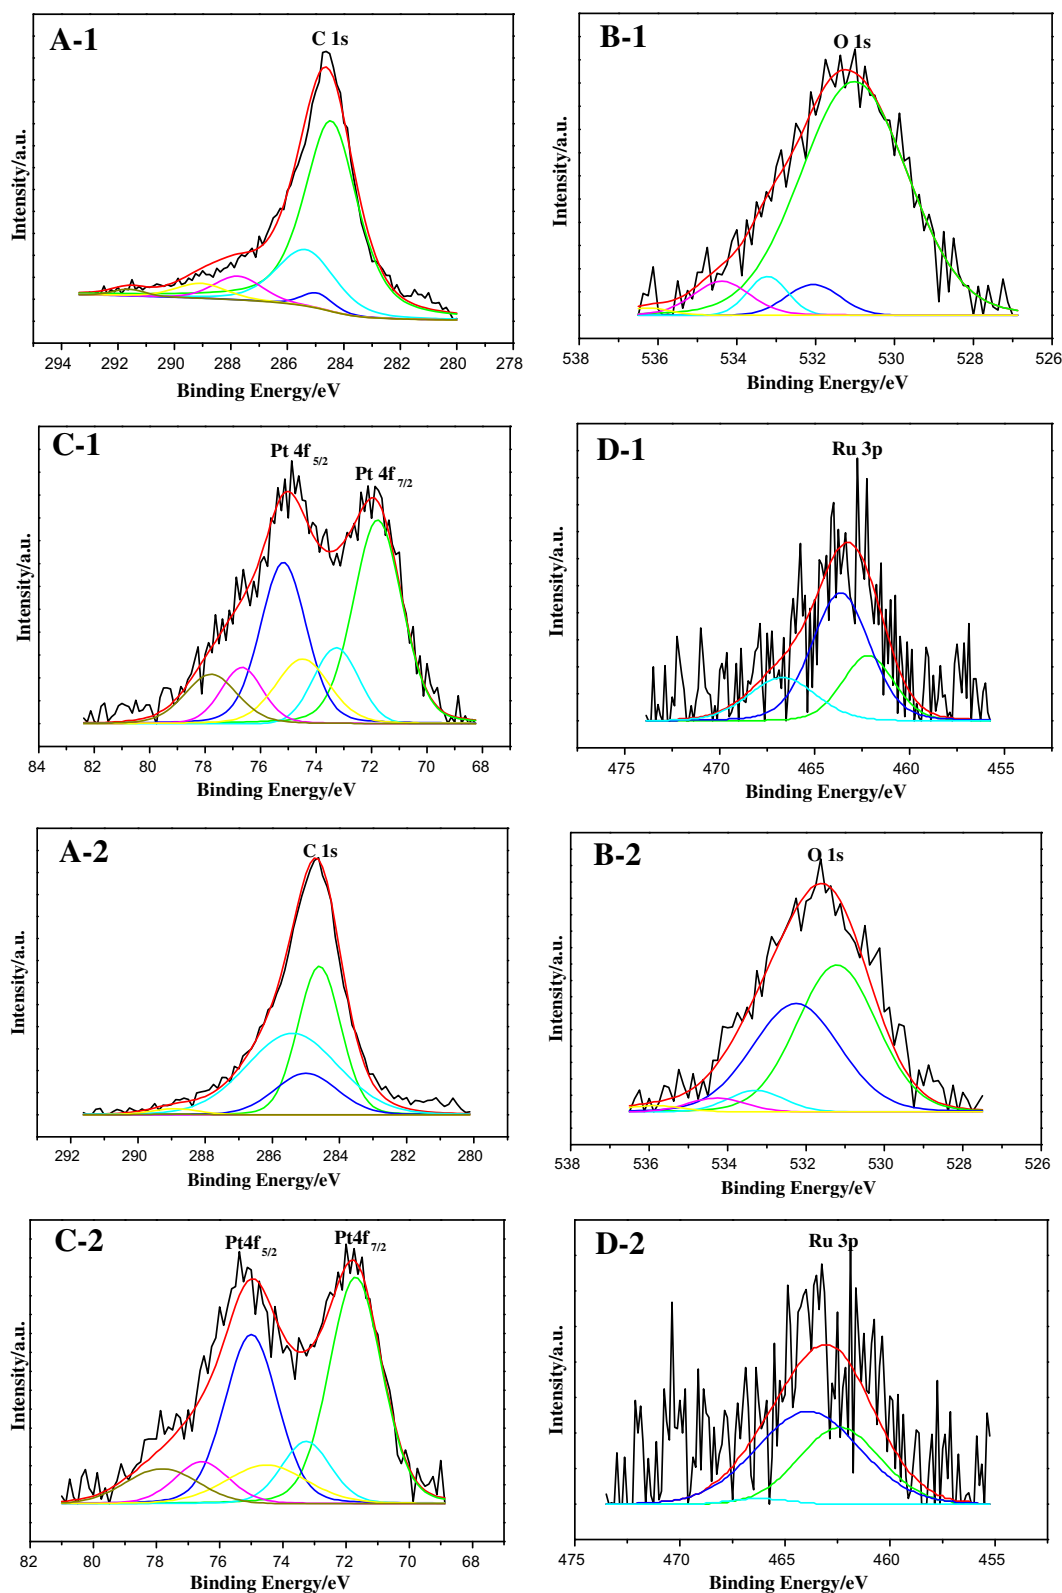 A-1
C 1s
Intensity/a.u.
294 292 290 288 286 284 282 280 278
Binding Energy/eV
B-1
O 1s
Intensity/a.u.
538 536 534 532 530 528 526
Binding Energy/eV
C-1
Pt 4f 5/2
Pt 4f 7/2
Intensity/a.u.
84 82 80 78 76 74 72 70 68
Binding Energy/eV
D-1
Ru 3p
Intensity/a.u.
475 470 465 460 455
Binding Energy/eV
A-2
C 1s
Intensity/a.u.
292 290 288 286 284 282 280
Binding Energy/eV
B-2
O 1s
Intensity/a.u.
538 536 534 532 530 528 526
Binding Energy/eV
C-2
Pt4f 5/2
Pt4f 7/2
Intensity/a.u.
82 80 78 76 74 72 70 68
Binding Energy/eV
D-2
Ru 3p
Intensity/a.u.
475 470 465 460 455
Binding Energy/eV